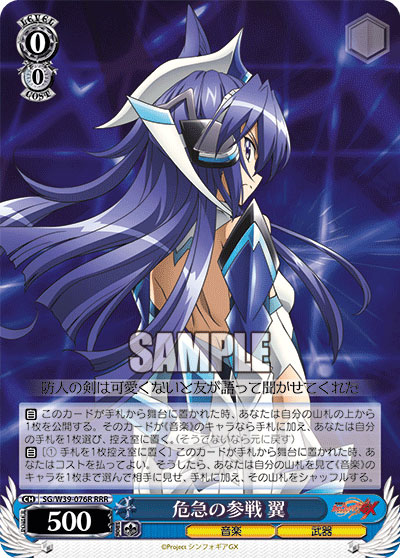 LEVEL
0
0
COST
SAMPLE
防人の剣は可愛くないと友が語って聞かせてくれた
自 このカードが手札から舞台に置かれた時、あなたは自分の山札の上から
1枚を公開する。そのカードが《音楽》のキャラなら手札に加え、あなたは自分
の手札を1枚選び、控え室に置く。(そうでないなら元に戻す)
自 [① 手札を1枚控え室に置く] このカードが舞台に置かれた時、あなた
はコストを払ってよい。そうしたら、あなたは自分の山札を見て《音楽》のキャ
ラを1枚まで選んで相手に見せ、手札に加え、その山札をシャッフルする。
CH SG/W39-076R RRR
500
危急の参戦 翼
音楽
武器
©Project シンフォギアGX